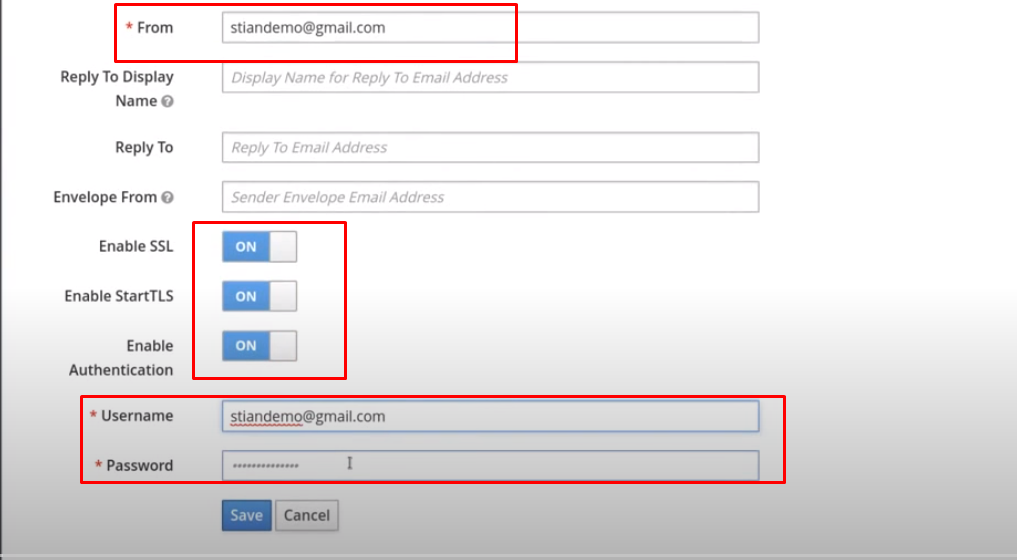 * From
stiandemo@gmail.com
Reply To Display
Name
Display Name for Reply To Email Address
Reply To
Reply To Email Address
Envelope From
Sender Envelope Email Address
Enable SSL
ON
Enable StartTLS
ON
Enable
Authentication
ON
* Username
stiandemo@gmail.com
* Password
Save
Cancel